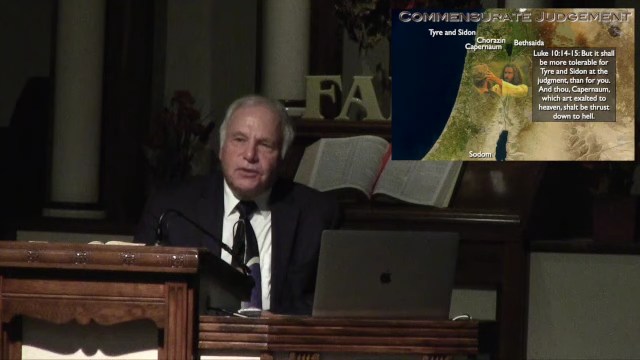 Commensurate Judgement
Tyre and Sidon
Chorazin
Capernaum
Bethsaida
Luke 10:14-15: But it shall
be more tolerable for
Tyre and Sidon at the
judgment, than for you.
And thou, Capernaum,
which art exalted to
heaven, shalt be thrust
down to hell.
Sodom
FA